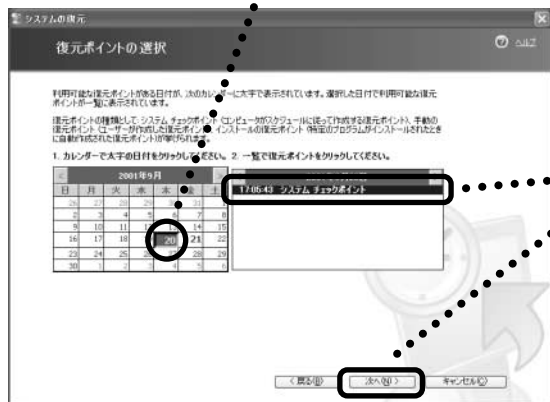 システムの復元
復元ポイントの選択
ヘルプ
利用可能な復元ポイントがある日付が、次のカレンダーに太字で表示されています。選択した日付で利用可能な復元
ポイントが一覧に表示されています。
復元ポイントの種類として、システム チェックポイント (コンピュータがスケジュールに従って作成する復元ポイント)、手動の
復元ポイント (ユーザーが作成した復元ポイント)、インストールの復元ポイント (特定のプログラムがインストールされたとき
に自動作成された復元ポイント)が挙げられます。
1. カレンダーで太字の日付をクリックしてください。 2. 一覧で復元ポイントをクリックしてください。
< 2001年9月 >
日 月 火 水 木 金 土
26 27 28 29 30 31 1
2 3 4 5 6 7 8
9 10 11 12 13 14 15
16 17 18 19 20 21 22
23 24 25 26 27 28 29
30 1 2 3 4 5 6
17:05:43 システム チェックポイント
< 戻る(B) 次へ(N) > キャンセル(C)